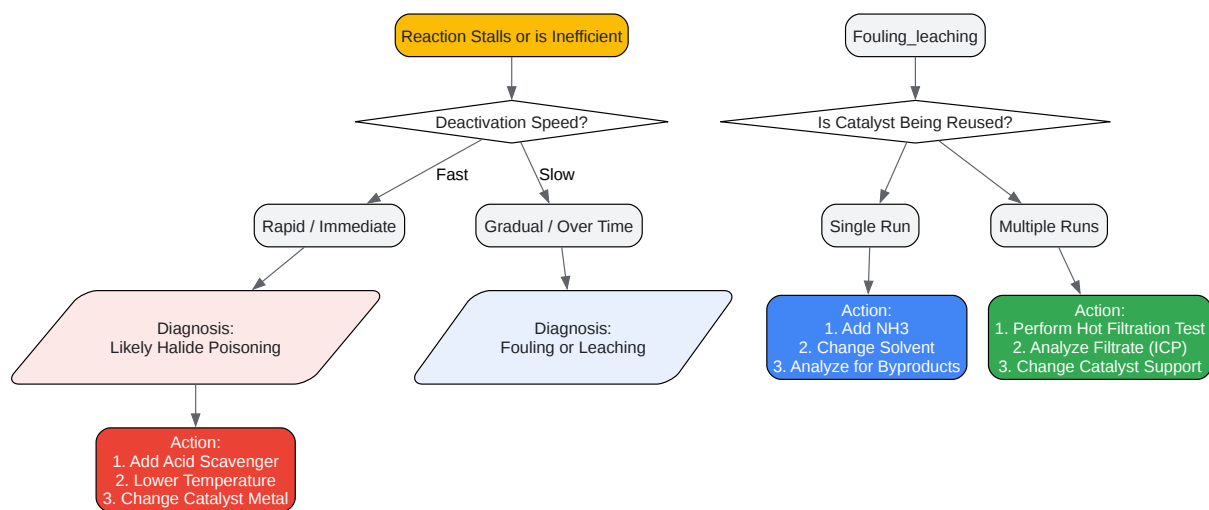 Reaction Stalls or is Inefficient
Fouling_leaching
Deactivation Speed?
Is Catalyst Being Reused?
Fast
Slow
Rapid / Immediate
Gradual / Over Time
Single Run
Multiple Runs
Diagnosis:
Likely Halide Poisoning
Diagnosis:
Fouling or Leaching
Action:
1. Add NH3
2. Change Solvent
3. Analyze for Byproducts
Action:
1. Perform Hot Filtration Test
2. Analyze Filtrate (ICP)
3. Change Catalyst Support
Action:
1. Add Acid Scavenger
2. Lower Temperature
3. Change Catalyst Metal